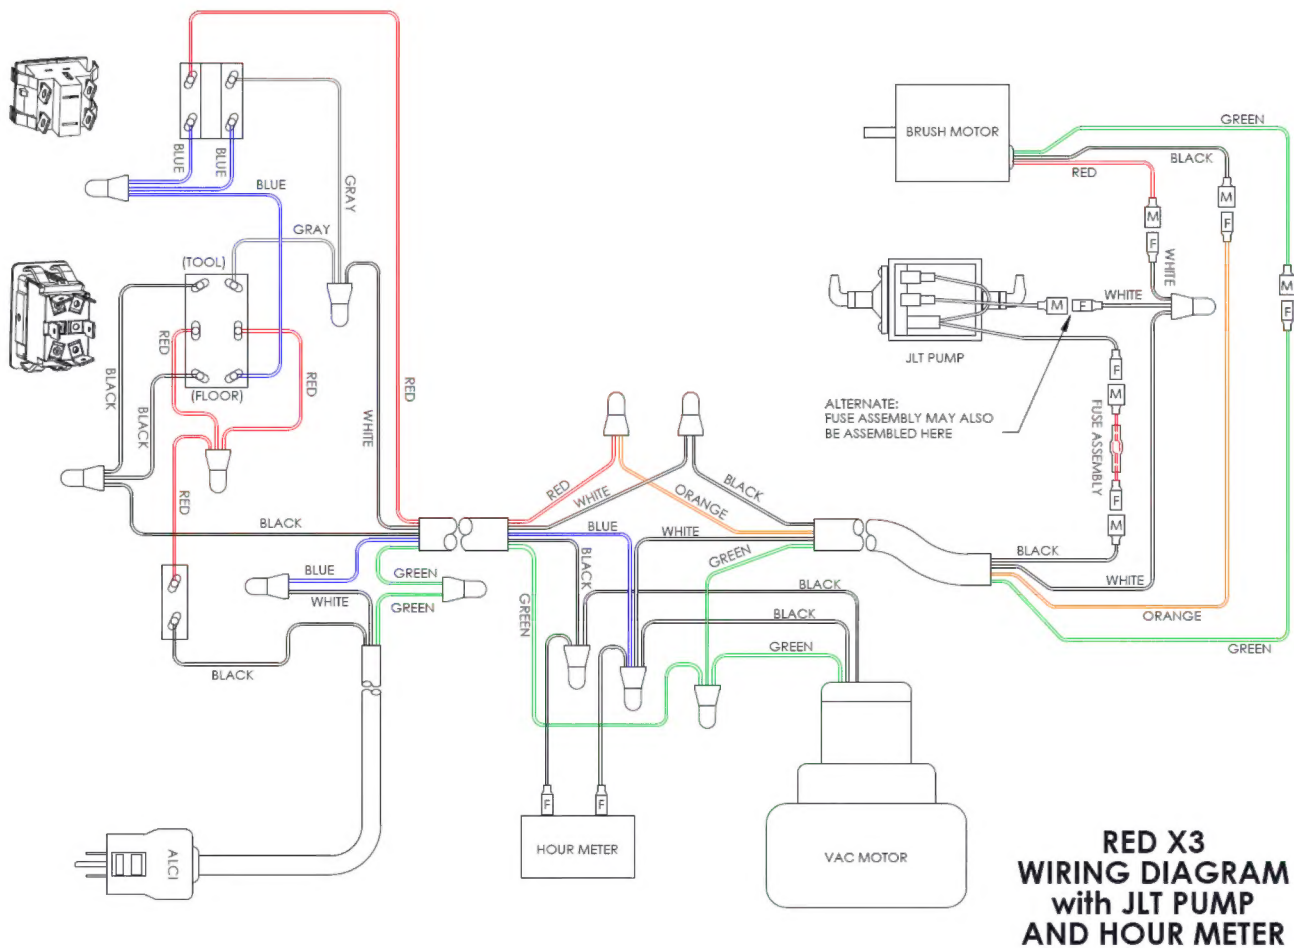 BLUE
BLUE
BLUE
GRAY
GRAY
(TOOL)
RED
RED
RED
(FLOOR)
BLACK
BLACK
WHITE
RED
BLACK
BLUE
WHITE
GREEN
GREEN
BLACK
ALCI
RED
WHITE
ORANGE
BLACK
BLUE
WHITE
BLACK
GREEN
GREEN
BLACK
BLACK
GREEN
F
F
HOUR METER
VAC MOTOR
BRUSH MOTOR
GREEN
BLACK
RED
M
M
F
F
WHITE
M
F
M
F
WHITE
JLT PUMP
F
M
FUSE ASSEMBLY
F
M
ALTERNATE:
FUSE ASSEMBLY MAY ALSO
BE ASSEMBLED HERE
BLACK
WHITE
ORANGE
GREEN
RED X3
WIRING DIAGRAM
with JLT PUMP
AND HOUR METER